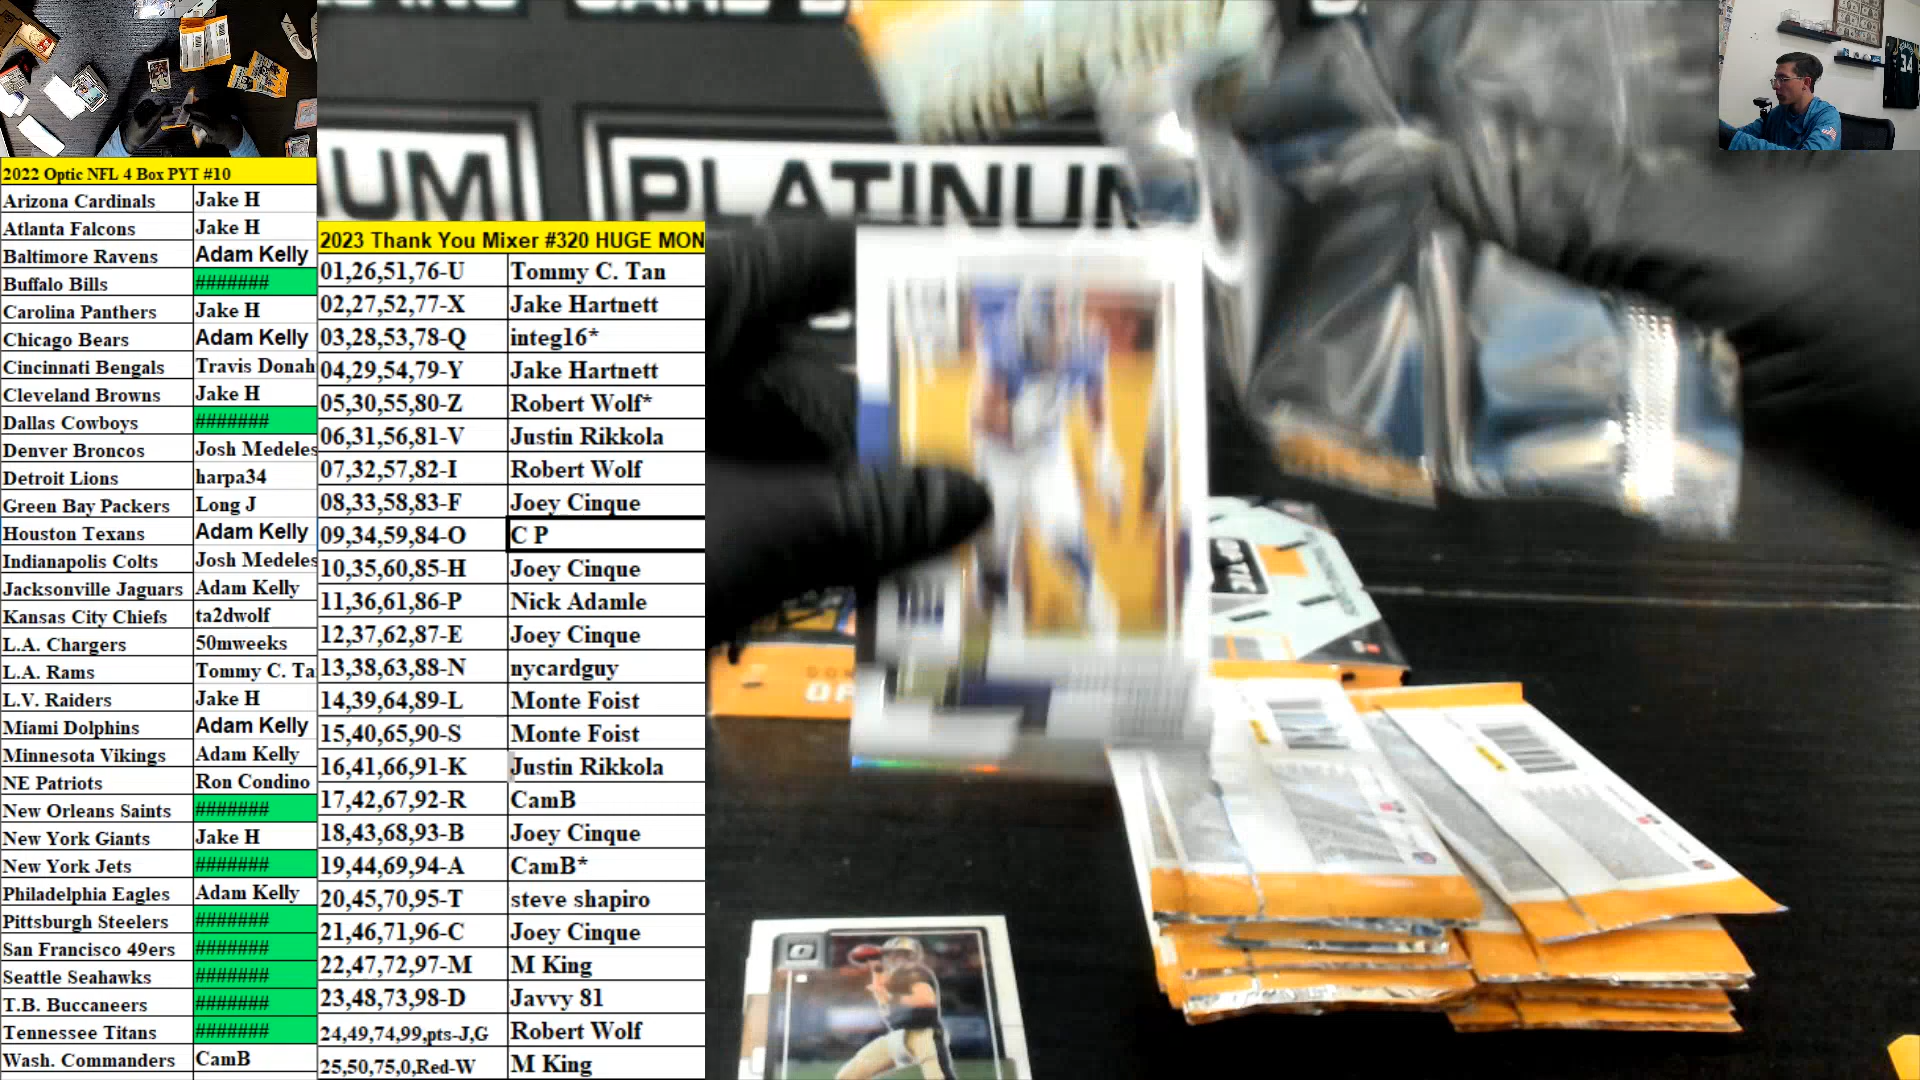 PLATINUM
34
2022 Optic NFL 4 Box PYT #10
Arizona Cardinals Jake H
Atlanta Falcons Jake H
Baltimore Ravens Adam Kelly
Buffalo Bills #######
Carolina Panthers Jake H
Chicago Bears Adam Kelly
Cincinnati Bengals Travis Donah
Cleveland Browns Jake H
Dallas Cowboys #######
Denver Broncos Josh Medeles
Detroit Lions harpa34
Green Bay Packers Long J
Houston Texans Adam Kelly
Indianapolis Colts Josh Medeles
Jacksonville Jaguars Adam Kelly
Kansas City Chiefs ta2dwolf
L.A. Chargers 50mweeks
L.A. Rams Tommy C. Ta
L.V. Raiders Jake H
Miami Dolphins Adam Kelly
Minnesota Vikings Adam Kelly
NE Patriots Ron Condino
New Orleans Saints #######
New York Giants Jake H
New York Jets #######
Philadelphia Eagles Adam Kelly
Pittsburgh Steelers #######
San Francisco 49ers #######
Seattle Seahawks #######
T.B. Buccaneers #######
Tennessee Titans #######
Wash. Commanders CamB
2023 Thank You Mixer #320 HUGE MON
01,26,51,76-U Tommy C. Tan
02,27,52,77-X Jake Hartnett
03,28,53,78-Q integ16*
04,29,54,79-Y Jake Hartnett
05,30,55,80-Z Robert Wolf*
06,31,56,81-V Justin Rikkola
07,32,57,82-I Robert Wolf
08,33,58,83-F Joey Cinque
09,34,59,84-O C P
10,35,60,85-H Joey Cinque
11,36,61,86-P Nick Adamle
12,37,62,87-E Joey Cinque
13,38,63,88-N nycardguy
14,39,64,89-L Monte Foist
15,40,65,90-S Monte Foist
16,41,66,91-K Justin Rikkola
17,42,67,92-R CamB
18,43,68,93-B Joey Cinque
19,44,69,94-A CamB*
20,45,70,95-T steve shapiro
21,46,71,96-C Joey Cinque
22,47,72,97-M M King
23,48,73,98-D Javvy 81
24,49,74,99,pts-J,G Robert Wolf
25,50,75,0,Red-W M King